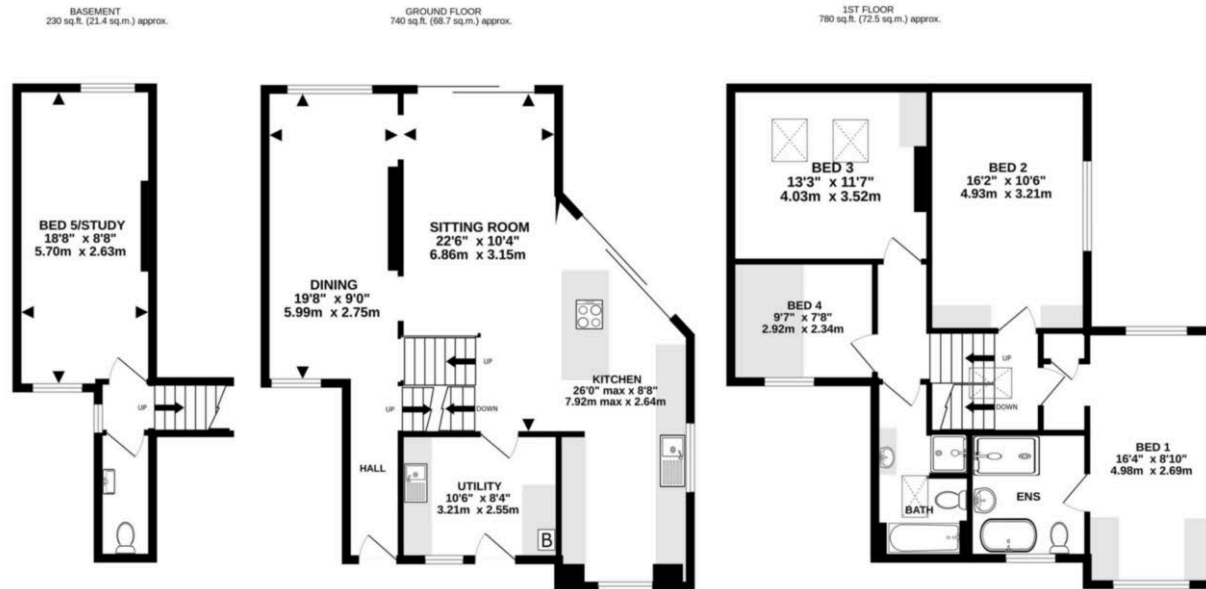 BASEMENT
230 sq.ft. (21.4 sq.m.) approx.
GROUND FLOOR
740 sq.ft. (68.7 sq.m.) approx.
1ST FLOOR
780 sq.ft. (72.5 sq.m.) approx.
BED 5/STUDY
18'8" x 8'8"
5.70m x 2.63m
UP
SITTING ROOM
22'6" x 10'4"
6.86m x 3.15m
DINING
19'8" x 9'0"
5.99m x 2.75m
UP
UP
DOWN
KITCHEN
26'0" max x 8'8"
7.92m max x 2.64m
HALL
UTILITY
10'6" x 8'4"
3.21m x 2.55m
B
BED 3
13'3" x 11'7"
4.03m x 3.52m
BED 2
16'2" x 10'6"
4.93m x 3.21m
BED 4
9'7" x 7'8"
2.92m x 2.34m
UP
DOWN
BED 1
16'4" x 8'10"
4.98m x 2.69m
ENS
BATH